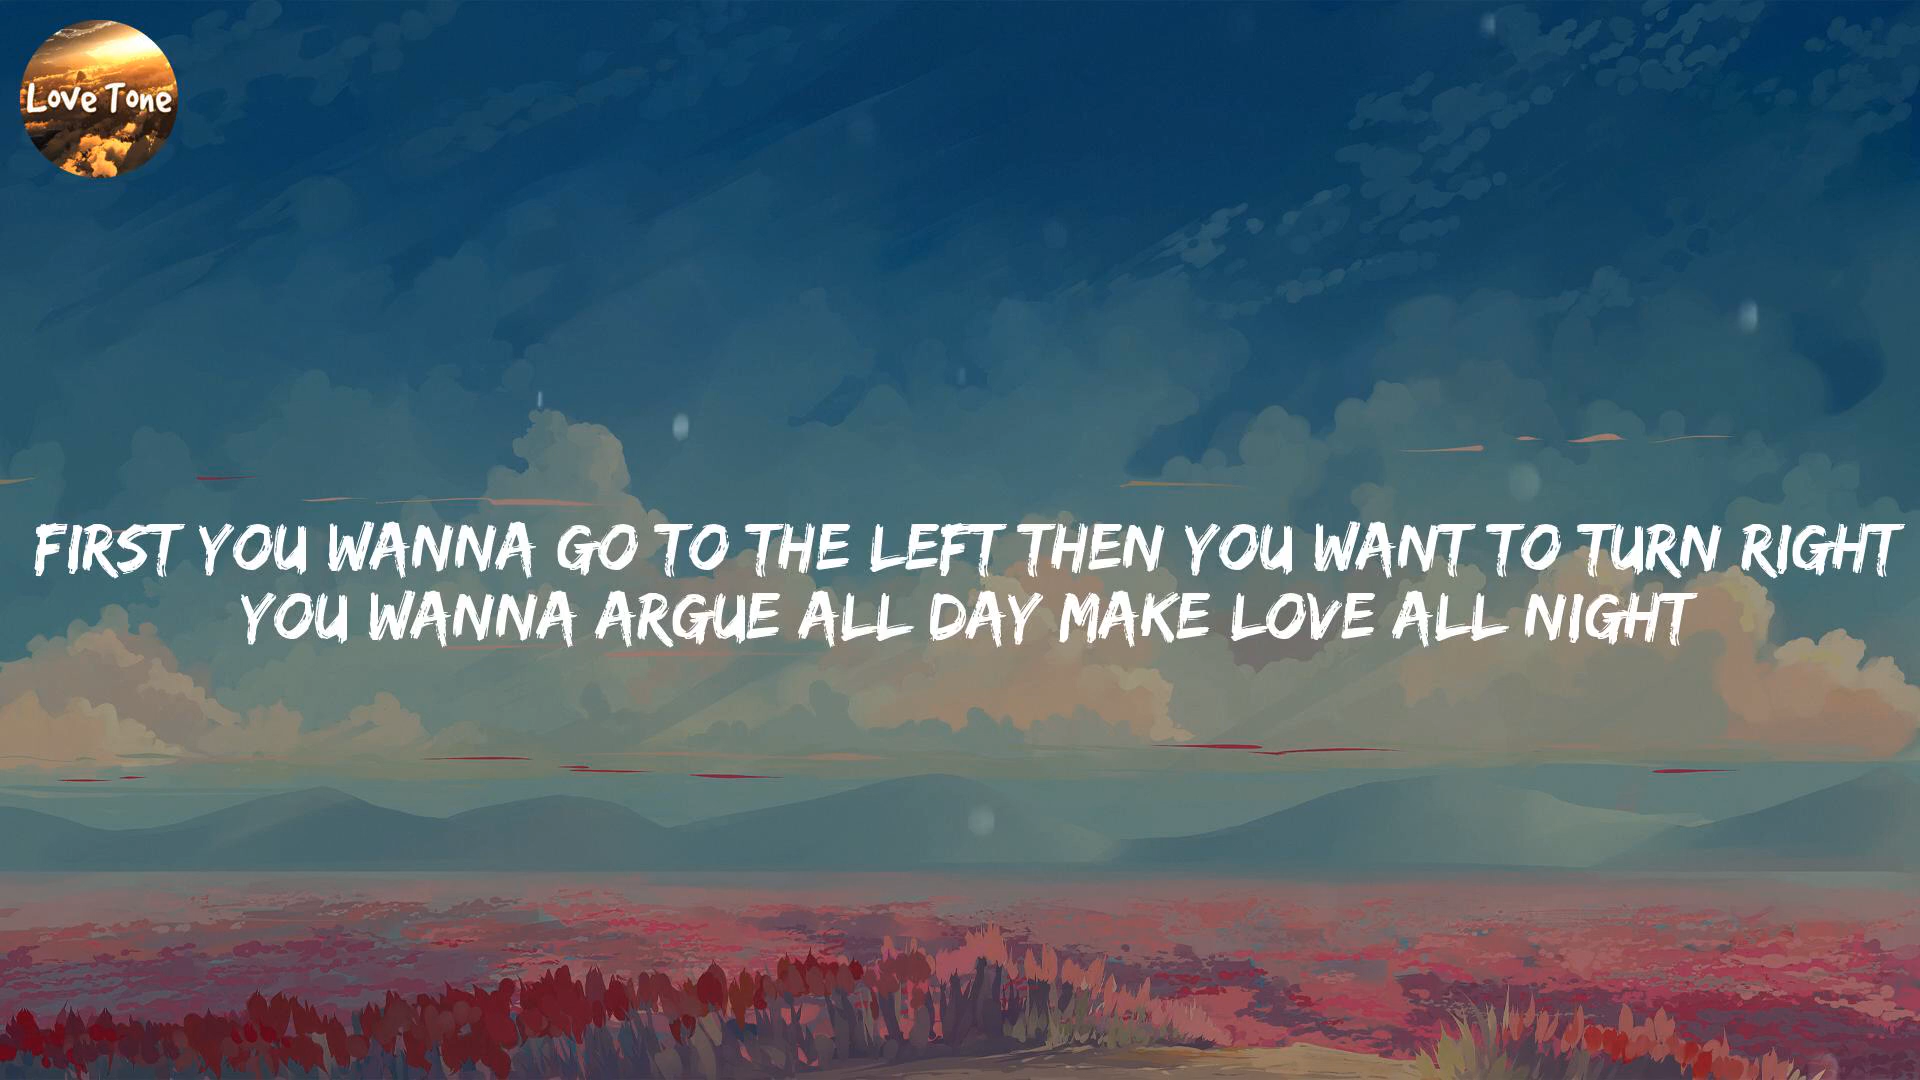 Love Tone
FIRST YOU WANNA GO TO THE LEFT THEN YOU WANT TO TURN RIGHT
YOU WANNA ARGUE ALL DAY MAKE LOVE ALL NIGHT